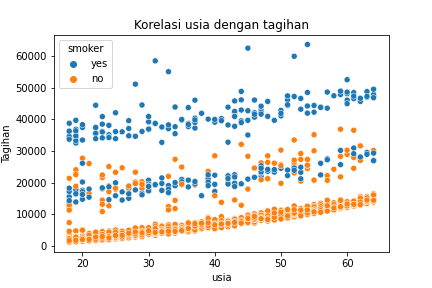 Korelasi usia dengan tagihan
smoker
yes
no
Tagihan
60000
50000
40000
30000
20000
10000
0
20 30 40 50 60
usia